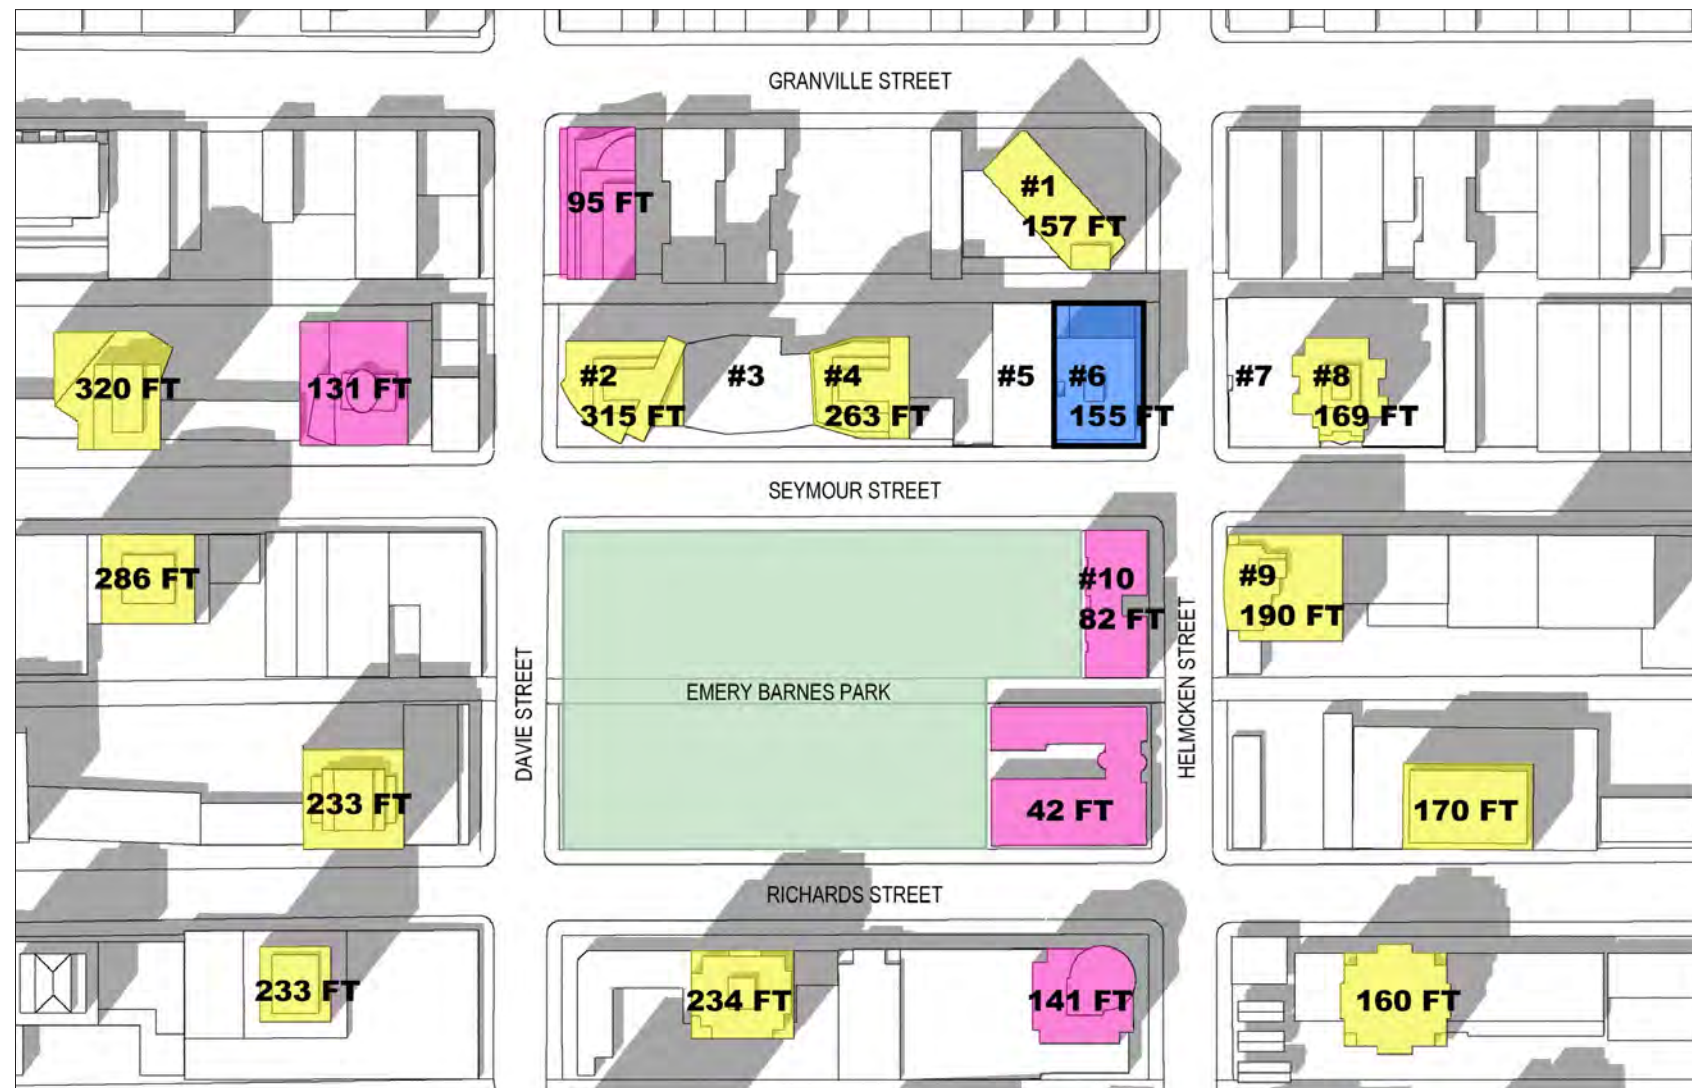 GRANVILLE STREET
#1
157 FT
95 FT
320 FT
131 FT
#2
315 FT
#3
#4
263 FT
#5
#6
155 FT
#7
#8
169 FT
SEYMOUR STREET
286 FT
#10
82 FT
#9
190 FT
DAVIE STREET
EMERY BARNES PARK
HELMCKEN STREET
233 FT
42 FT
170 FT
RICHARDS STREET
233 FT
234 FT
141 FT
160 FT